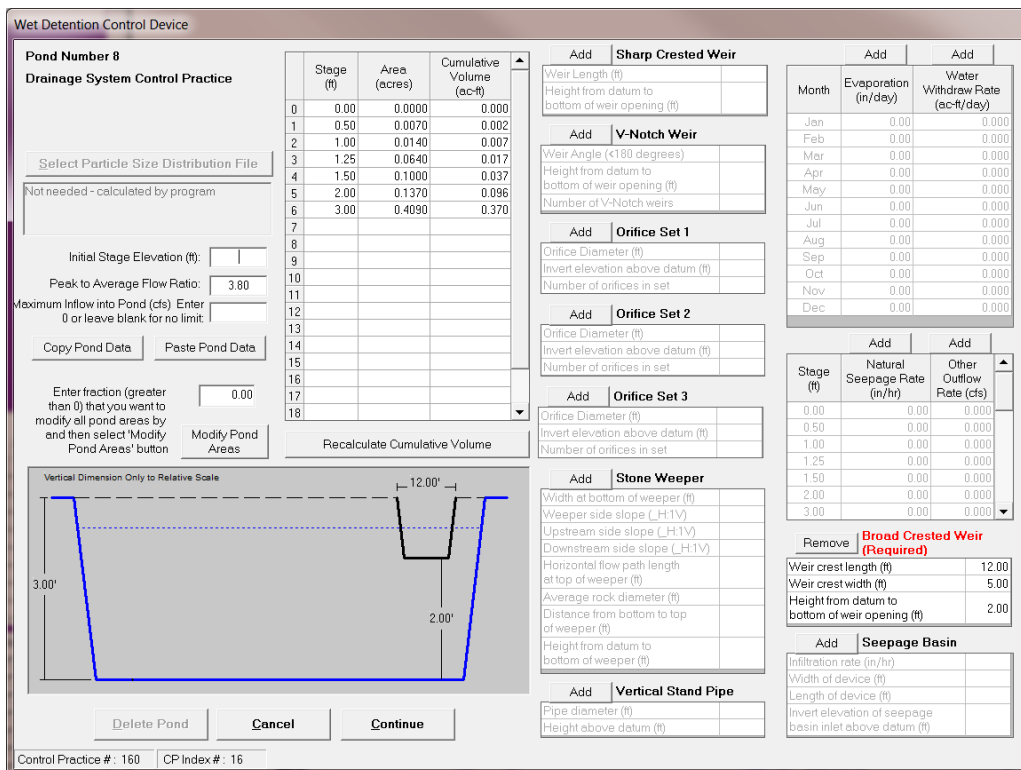 Wet Detention Control Device
Pond Number 8
Drainage System Control Practice
Select Particle Size Distribution File
Not needed - calculated by program
Initial Stage Elevation (ft):
Peak to Average Flow Ratio: 3.80
Maximum Inflow into Pond (cfs) Enter
0 or leave blank for no limit:
Copy Pond Data Paste Pond Data
Enter fraction (greater
than 0) that you want to
modify all pond areas by
and then select 'Modify
Pond Areas' button
0.00
Modify Pond
Areas
Stage
(ft)
Area
(acres)
Cumulative
Volume
(ac-ft)
0 0.00 0.0000 0.000
1 0.50 0.0070 0.002
2 1.00 0.0140 0.007
3 1.25 0.0640 0.017
4 1.50 0.1000 0.037
5 2.00 0.1370 0.096
6 3.00 0.4090 0.370
7
8
9
10
11
12
13
14
15
16
17
18
Recalculate Cumulative Volume
Vertical Dimension Only to Relative Scale
12.00'
3.00'
2.00'
Delete Pond Cancel Continue
Control Practice # : 160 CP Index # : 16
Add Sharp Crested Weir
Weir Length (ft)
Height from datum to
bottom of weir opening (ft)
Add V-Notch Weir
Weir Angle (<180 degrees)
Height from datum to
bottom of weir opening (ft)
Number of V-Notch weirs
Add Orifice Set 1
Orifice Diameter (ft)
Invert elevation above datum (ft)
Number of orifices in set
Add Orifice Set 2
Orifice Diameter (ft)
Invert elevation above datum (ft)
Number of orifices in set
Add Orifice Set 3
Orifice Diameter (ft)
Invert elevation above datum (ft)
Number of orifices in set
Add Stone Weeper
Width at bottom of weeper (ft)
Weeper side slope (_H:1V)
Upstream side slope (_H:1V)
Downstream side slope (_H:1V)
Horizontal flow path length
at top of weeper (ft)
Average rock diameter (ft)
Distance from bottom to top
of weeper (ft)
Height from datum to
bottom of weeper (ft)
Add Vertical Stand Pipe
Pipe diameter (ft)
Height above datum (ft)
Add Add
Month
Evaporation
(in/day)
Water
Withdraw Rate
(ac-ft/day)
Jan 0.00 0.000
Feb 0.00 0.000
Mar 0.00 0.000
Apr 0.00 0.000
May 0.00 0.000
Jun 0.00 0.000
Jul 0.00 0.000
Aug 0.00 0.000
Sep 0.00 0.000
Oct 0.00 0.000
Nov 0.00 0.000
Dec 0.00 0.000
Add Add
Stage
(ft)
Natural
Seepage Rate
(in/hr)
Other
Outflow
Rate (cfs)
0.00 0.00 0.000
0.50 0.00 0.000
1.00 0.00 0.000
1.25 0.00 0.000
1.50 0.00 0.000
2.00 0.00 0.000
3.00 0.00 0.000
Remove Broad Crested Weir
(Required)
Weir crest length (ft) 12.00
Weir crest width (ft) 5.00
Height from datum to
bottom of weir opening (ft) 2.00
Add Seepage Basin
Infiltration rate (in/hr)
Width of device (ft)
Length of device (ft)
Invert elevation of seepage
basin inlet above datum (ft)